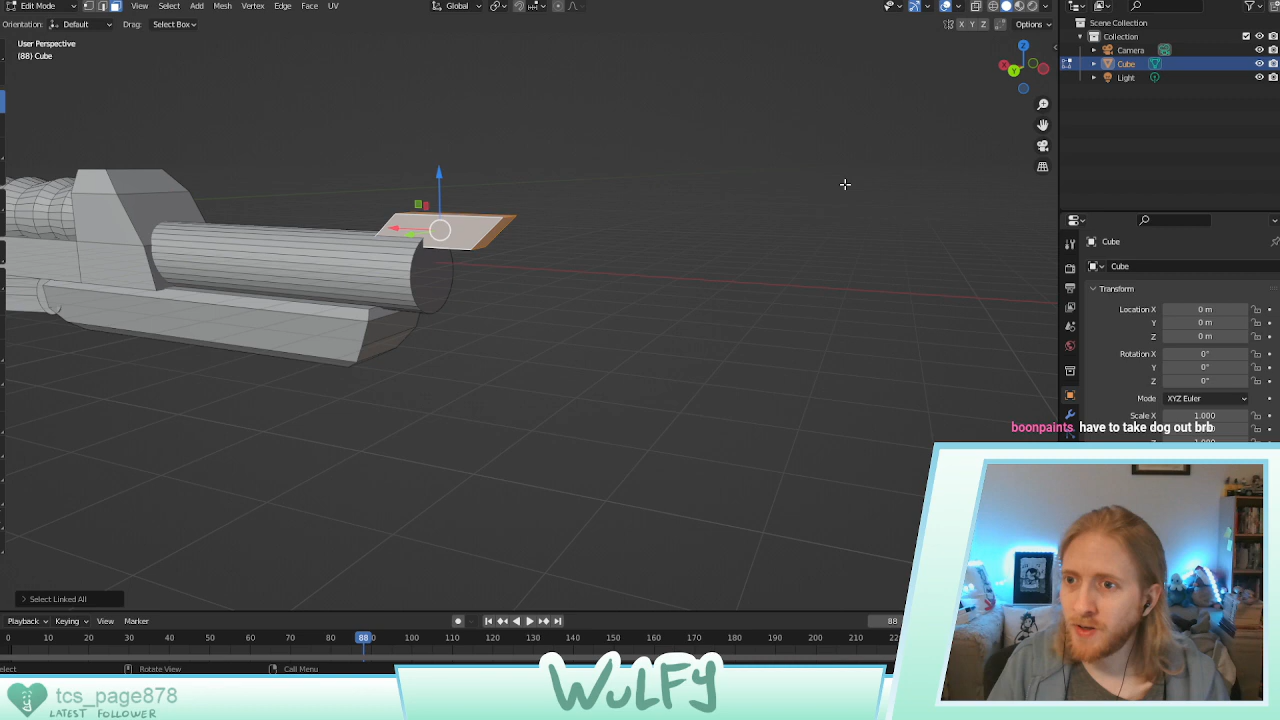 Edit Mode View Select Add Mesh Vertex Edge Face UV Global Options
Orientation: Default Drag: Select Box X Y Z Options
User Perspective
(88) Cube
Scene Collection
Collection
Camera
Cube
Light
Cube
Cube
Transform
Location X 0 m
Y 0 m
Z 0 m
Rotation X 0°
Y 0°
Z 0°
Mode XYZ Euler
Scale X 1.000
boonpaints have to take dog out brb
Select Linked All
Playback Keying View Marker 88
0 10 20 30 40 50 60 70 80 88 100 110 120 130 140 150 160 170 180 190 200 210
Rotate View Call Menu
WULFY
tcs_page878
LATEST FOLLOWER